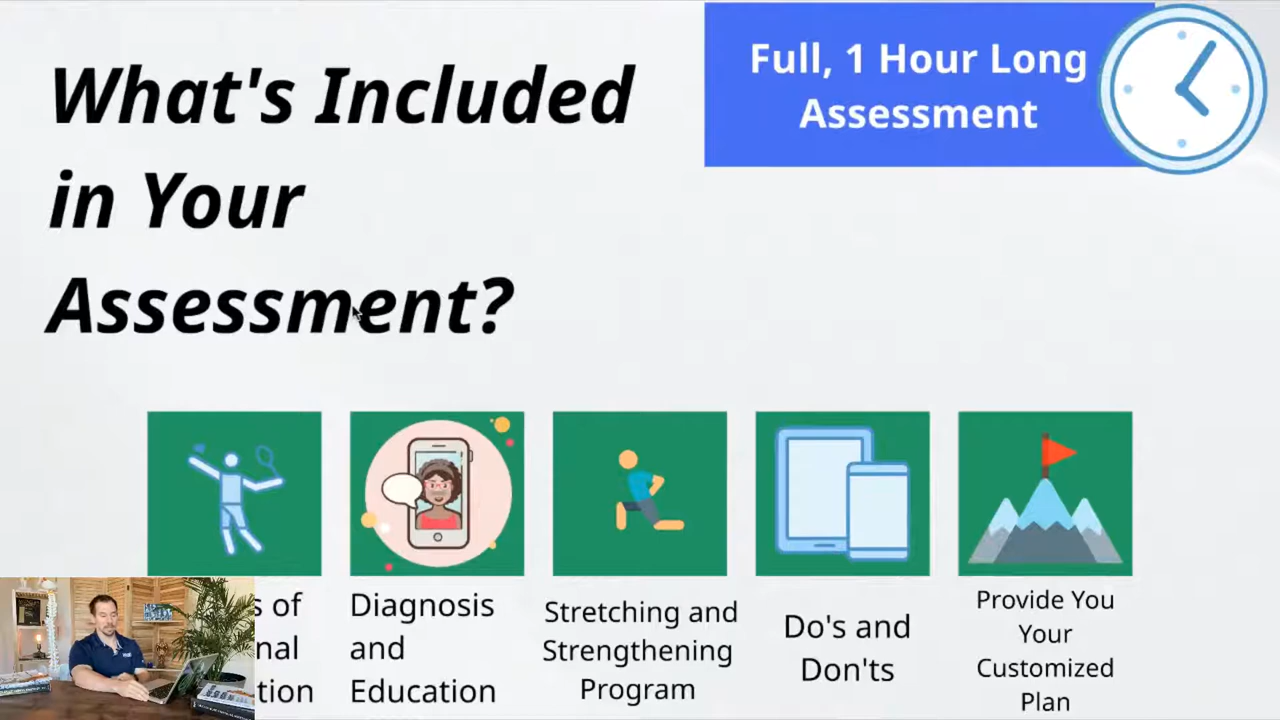 What's Included
in Your
Assessment?
Full, 1 Hour Long
Assessment
of
Diagnosis
and
Education
Stretching and
Strengthening
Program
Do's and
Don'ts
Provide You
Your
Customized
Plan